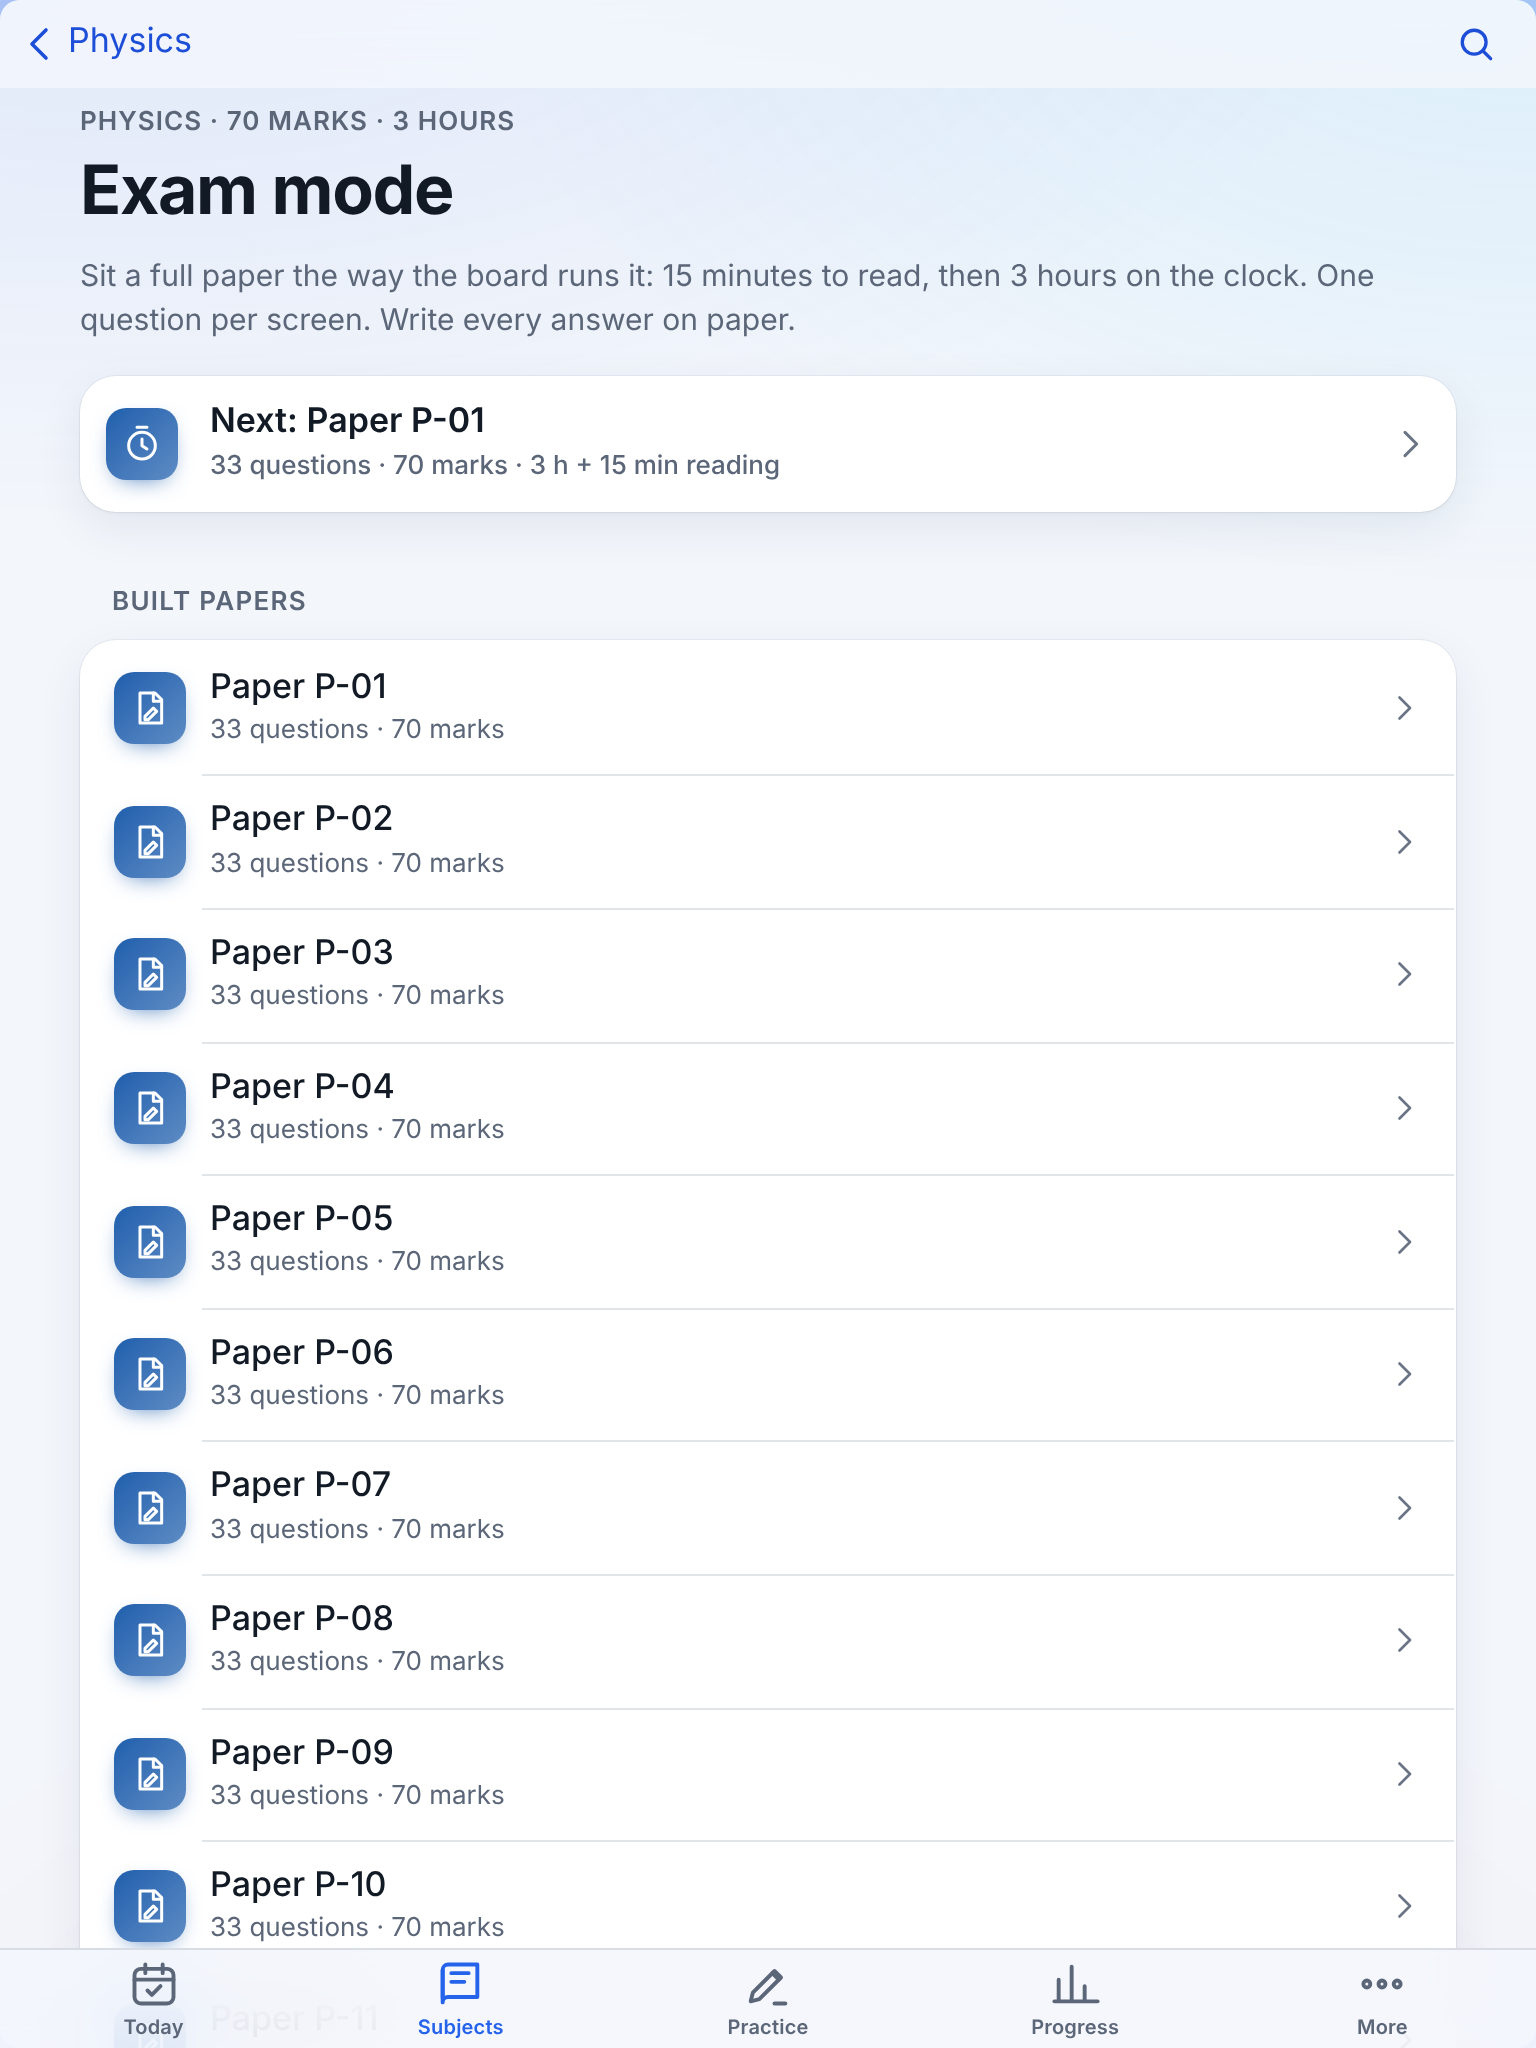 Physics
PHYSICS · 70 MARKS · 3 HOURS
Exam mode
Sit a full paper the way the board runs it: 15 minutes to read, then 3 hours on the clock. One
question per screen. Write every answer on paper.
Next: Paper P-01
33 questions · 70 marks · 3 h + 15 min reading
BUILT PAPERS
Paper P-01
33 questions · 70 marks
Paper P-02
33 questions · 70 marks
Paper P-03
33 questions · 70 marks
Paper P-04
33 questions · 70 marks
Paper P-05
33 questions · 70 marks
Paper P-06
33 questions · 70 marks
Paper P-07
33 questions · 70 marks
Paper P-08
33 questions · 70 marks
Paper P-09
33 questions · 70 marks
Paper P-10
33 questions · 70 marks
Paper P-11
Today
Subjects
Practice
Progress
More